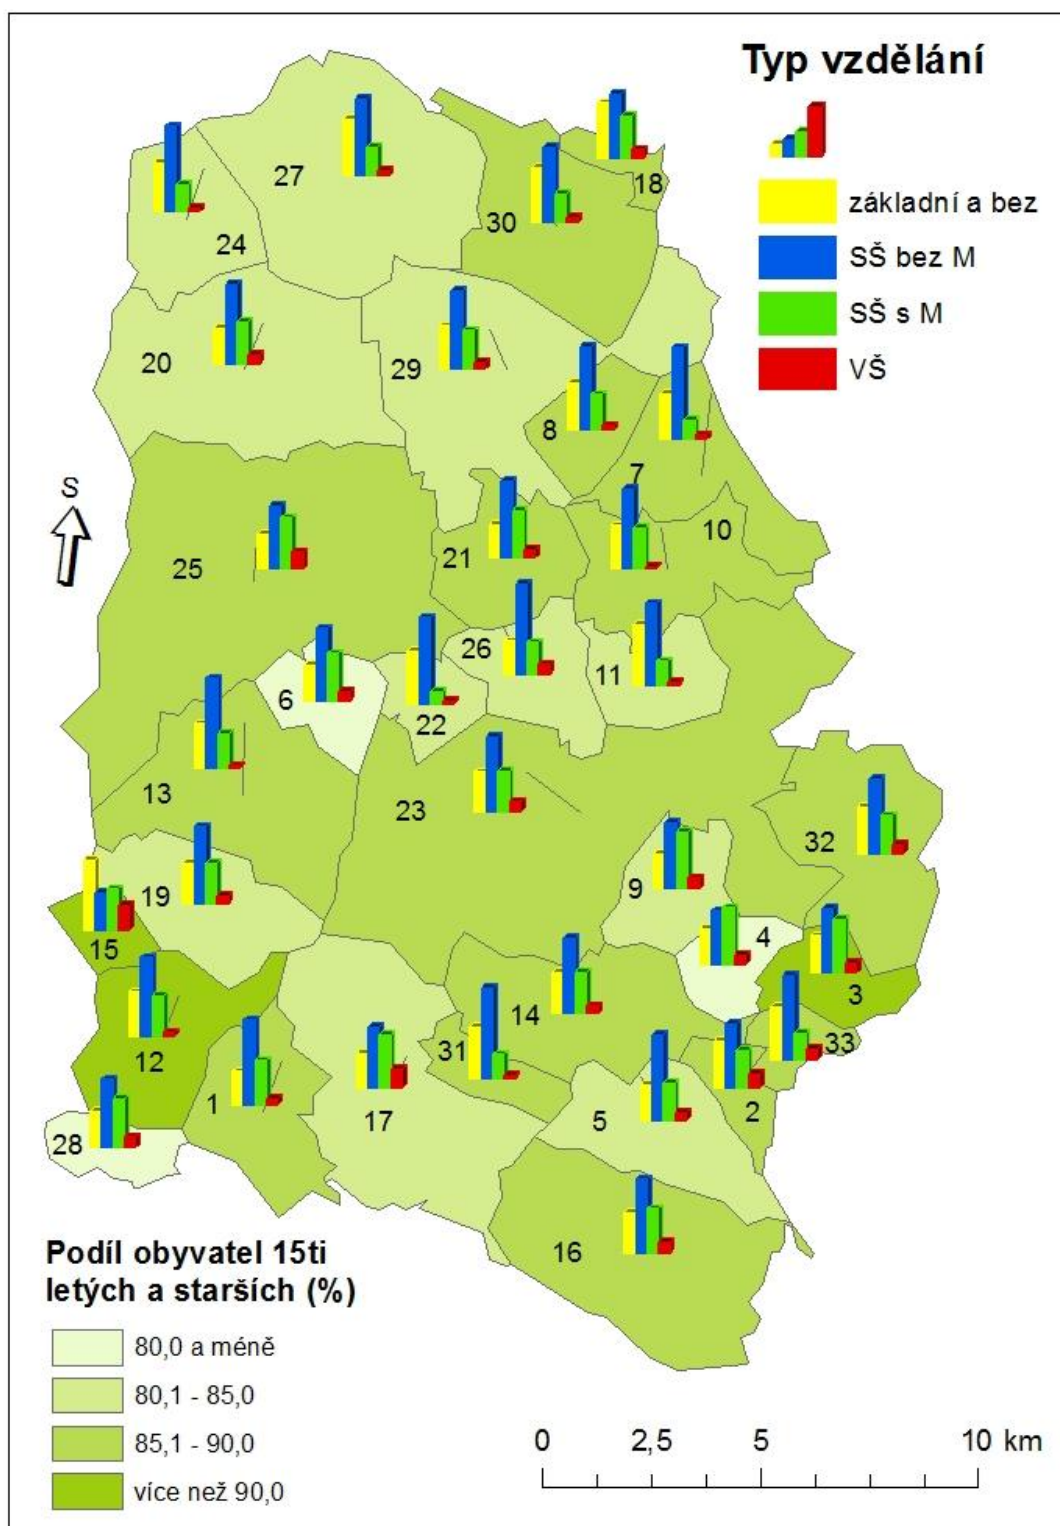 Typ vzdělání
základní a bez
SŠ bez M
SŠ s M
VŠ
27
18
30
24
20
29
8
7
S
10
25
21
26
11
6
22
13
23
32
19
9
15
4
3
14
12
31
33
1
17
5
2
28
16
Podíl obyvatel 15ti
letých a starších (%)
80,0 a méně
80,1 - 85,0
85,1 - 90,0
více než 90,0
0 2,5 5 10 km